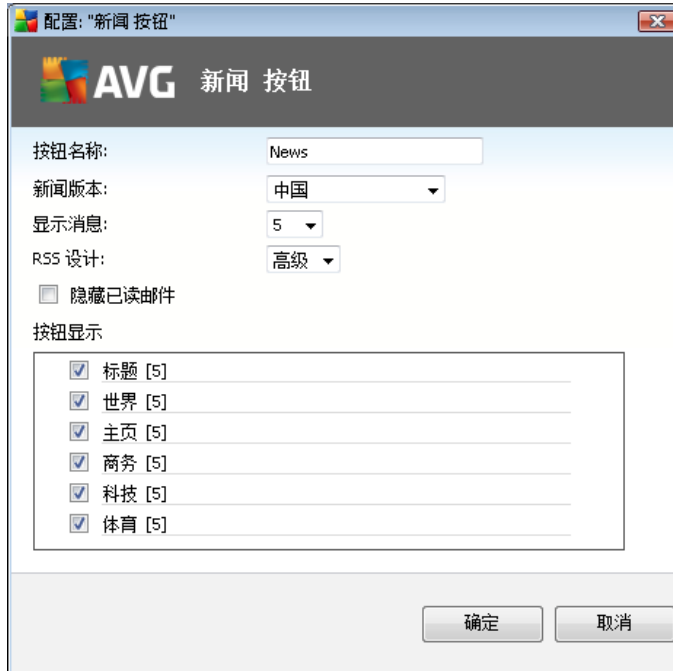 配置: "新闻 按钮"
AVG 新闻 按钮
按钮名称: News
新闻版本: 中国
显示消息: 5
RSS 设计: 高级
隐藏已读邮件
按钮显示
标题 [5]
世界 [5]
主页 [5]
商务 [5]
科技 [5]
体育 [5]
确定 取消